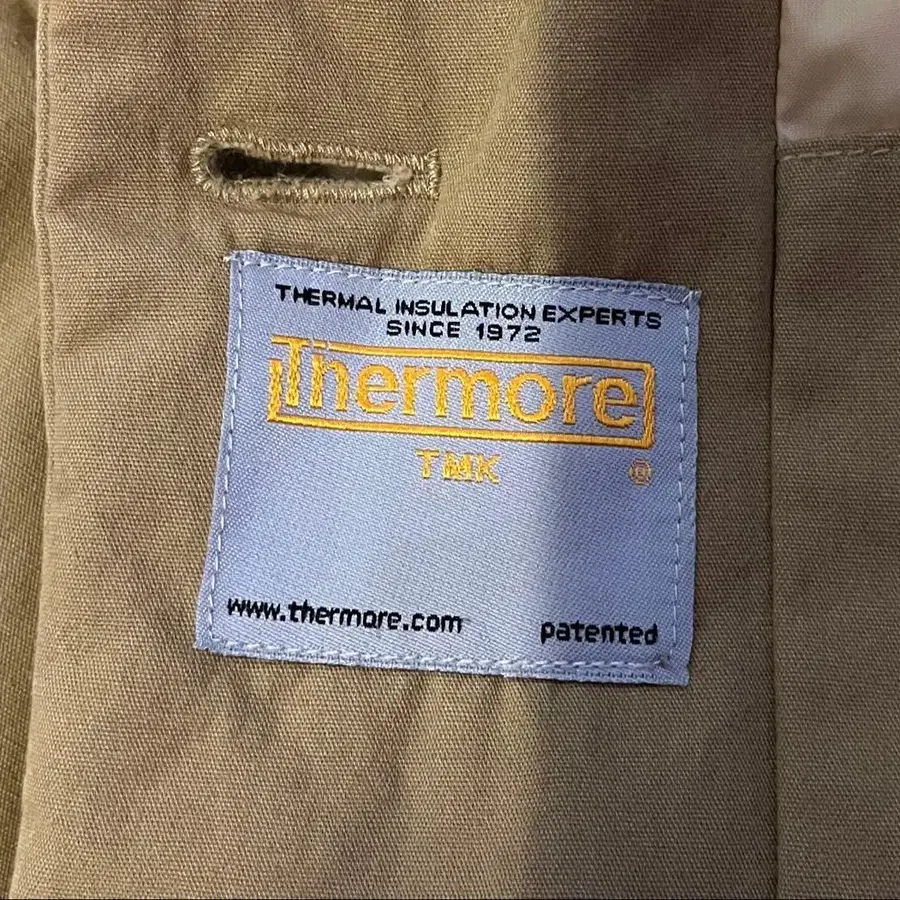 THERMAL INSULATION EXPERTS
SINCE 1972
Thermore
TMK ®
www.thermore.com patented